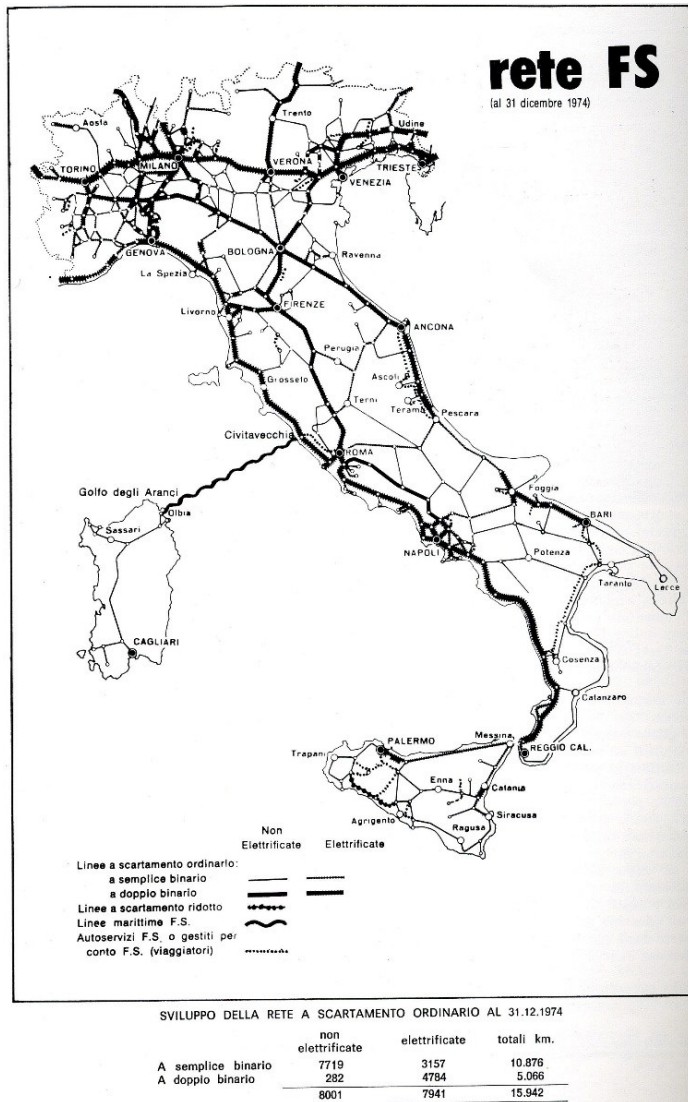 rete FS
(al 31 dicembre 1974)
Aosta
Trento
Udine
TORINO
MILANO
VERONA
TRIESTE
VENEZIA
GENOVA
BOLOGNA
Ravenna
La Spezia
Livorno
FIRENZE
ANCONA
Perugia
Grosseto
Ascoli
Terni
Teramo
Pescara
Civitavecchia
ROMA
Golfo degli Aranci
Foggia
Olbia
BARI
Sassari
NAPOLI
Potenza
Taranto
Lecce
CAGLIARI
Cosenza
Catanzaro
Messina
PALERMO
REGGIO CAL.
Trapani
Enna
Catania
Agrigento
Siracusa
Ragusa
Non
Elettrificate Elettrificate
Linee a scartamento ordinario:
a semplice binario
a doppio binario
Linee a scartamento ridotto
Linee marittime F.S.
Autoservizi F.S. o gestiti per
conto F.S. (viaggiatori)
SVILUPPO DELLA RETE A SCARTAMENTO ORDINARIO AL 31.12.1974
non
elettrificate elettrificate totali km.
A semplice binario 7719 3157 10.876
A doppio binario 282 4784 5.066
8001 7941 15.942